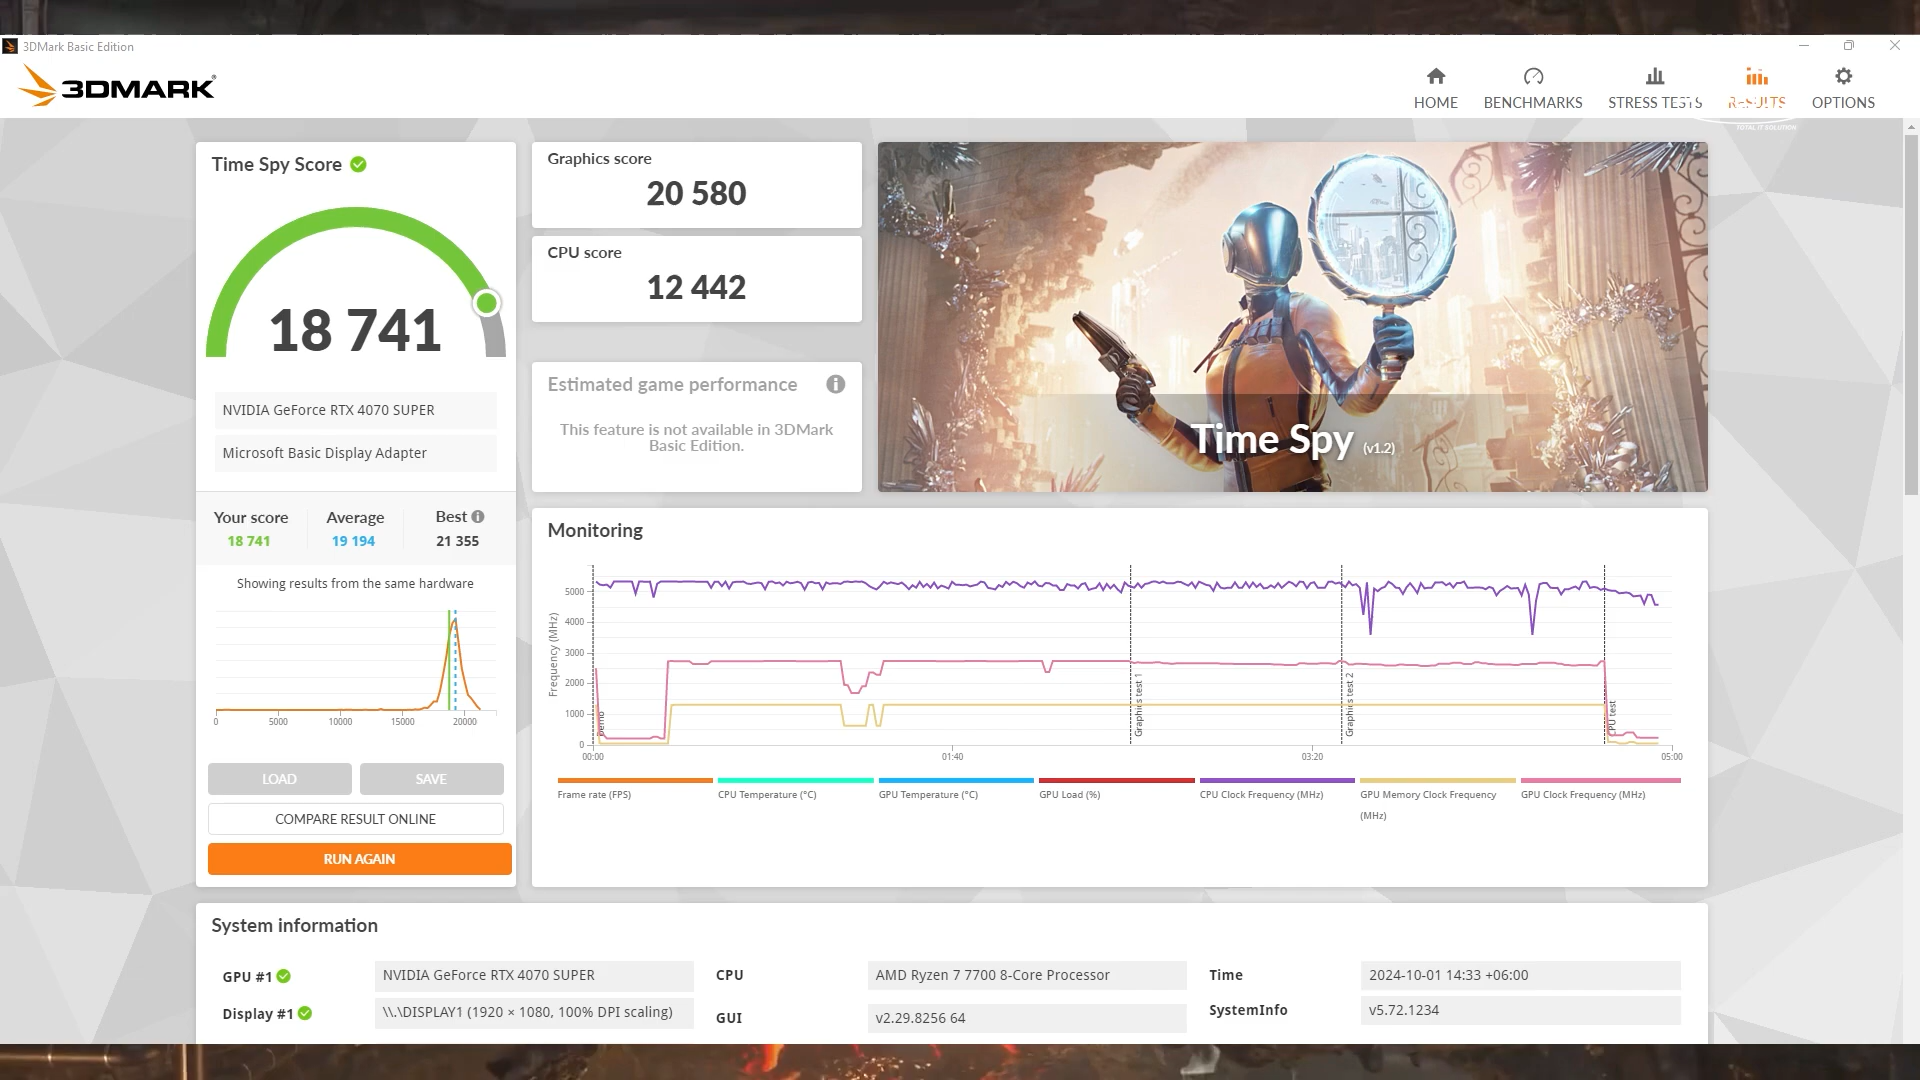 3DMark Basic Edition
3DMARK
HOME
BENCHMARKS
STRESS TESTS
RESULTS
OPTIONS
TOTAL IT SOLUTION
Time Spy Score
18 741
NVIDIA GeForce RTX 4070 SUPER
Microsoft Basic Display Adapter
Your score
18 741
Average
19 194
Best
21 355
Showing results from the same hardware
0 5000 10000 15000 20000
LOAD
SAVE
COMPARE RESULT ONLINE
RUN AGAIN
Graphics score
20 580
CPU score
12 442
Estimated game performance
This feature is not available in 3DMark
Basic Edition.
Time Spy (v1.2)
Monitoring
Frequency (MHz)
5000
4000
3000
2000
1000
0
Demo
Graphics test 1
Graphics test 2
CPU test
00:00 01:40 03:20 05:00
Frame rate (FPS)
CPU Temperature (°C)
GPU Temperature (°C)
GPU Load (%)
CPU Clock Frequency (MHz)
GPU Memory Clock Frequency
(MHz)
GPU Clock Frequency (MHz)
System information
GPU #1
NVIDIA GeForce RTX 4070 SUPER
Display #1
\\.\DISPLAY1 (1920 × 1080, 100% DPI scaling)
CPU
AMD Ryzen 7 7700 8-Core Processor
GUI
v2.29.8256 64
Time
2024-10-01 14:33 +06:00
SystemInfo
v5.72.1234